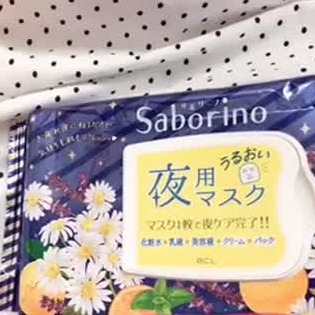 サボリーノ
Saborino
うるおい
夜用
マスク
マスク1枚で夜ケア完了!!
化粧水+乳液+美容液+クリーム+パック
BCL